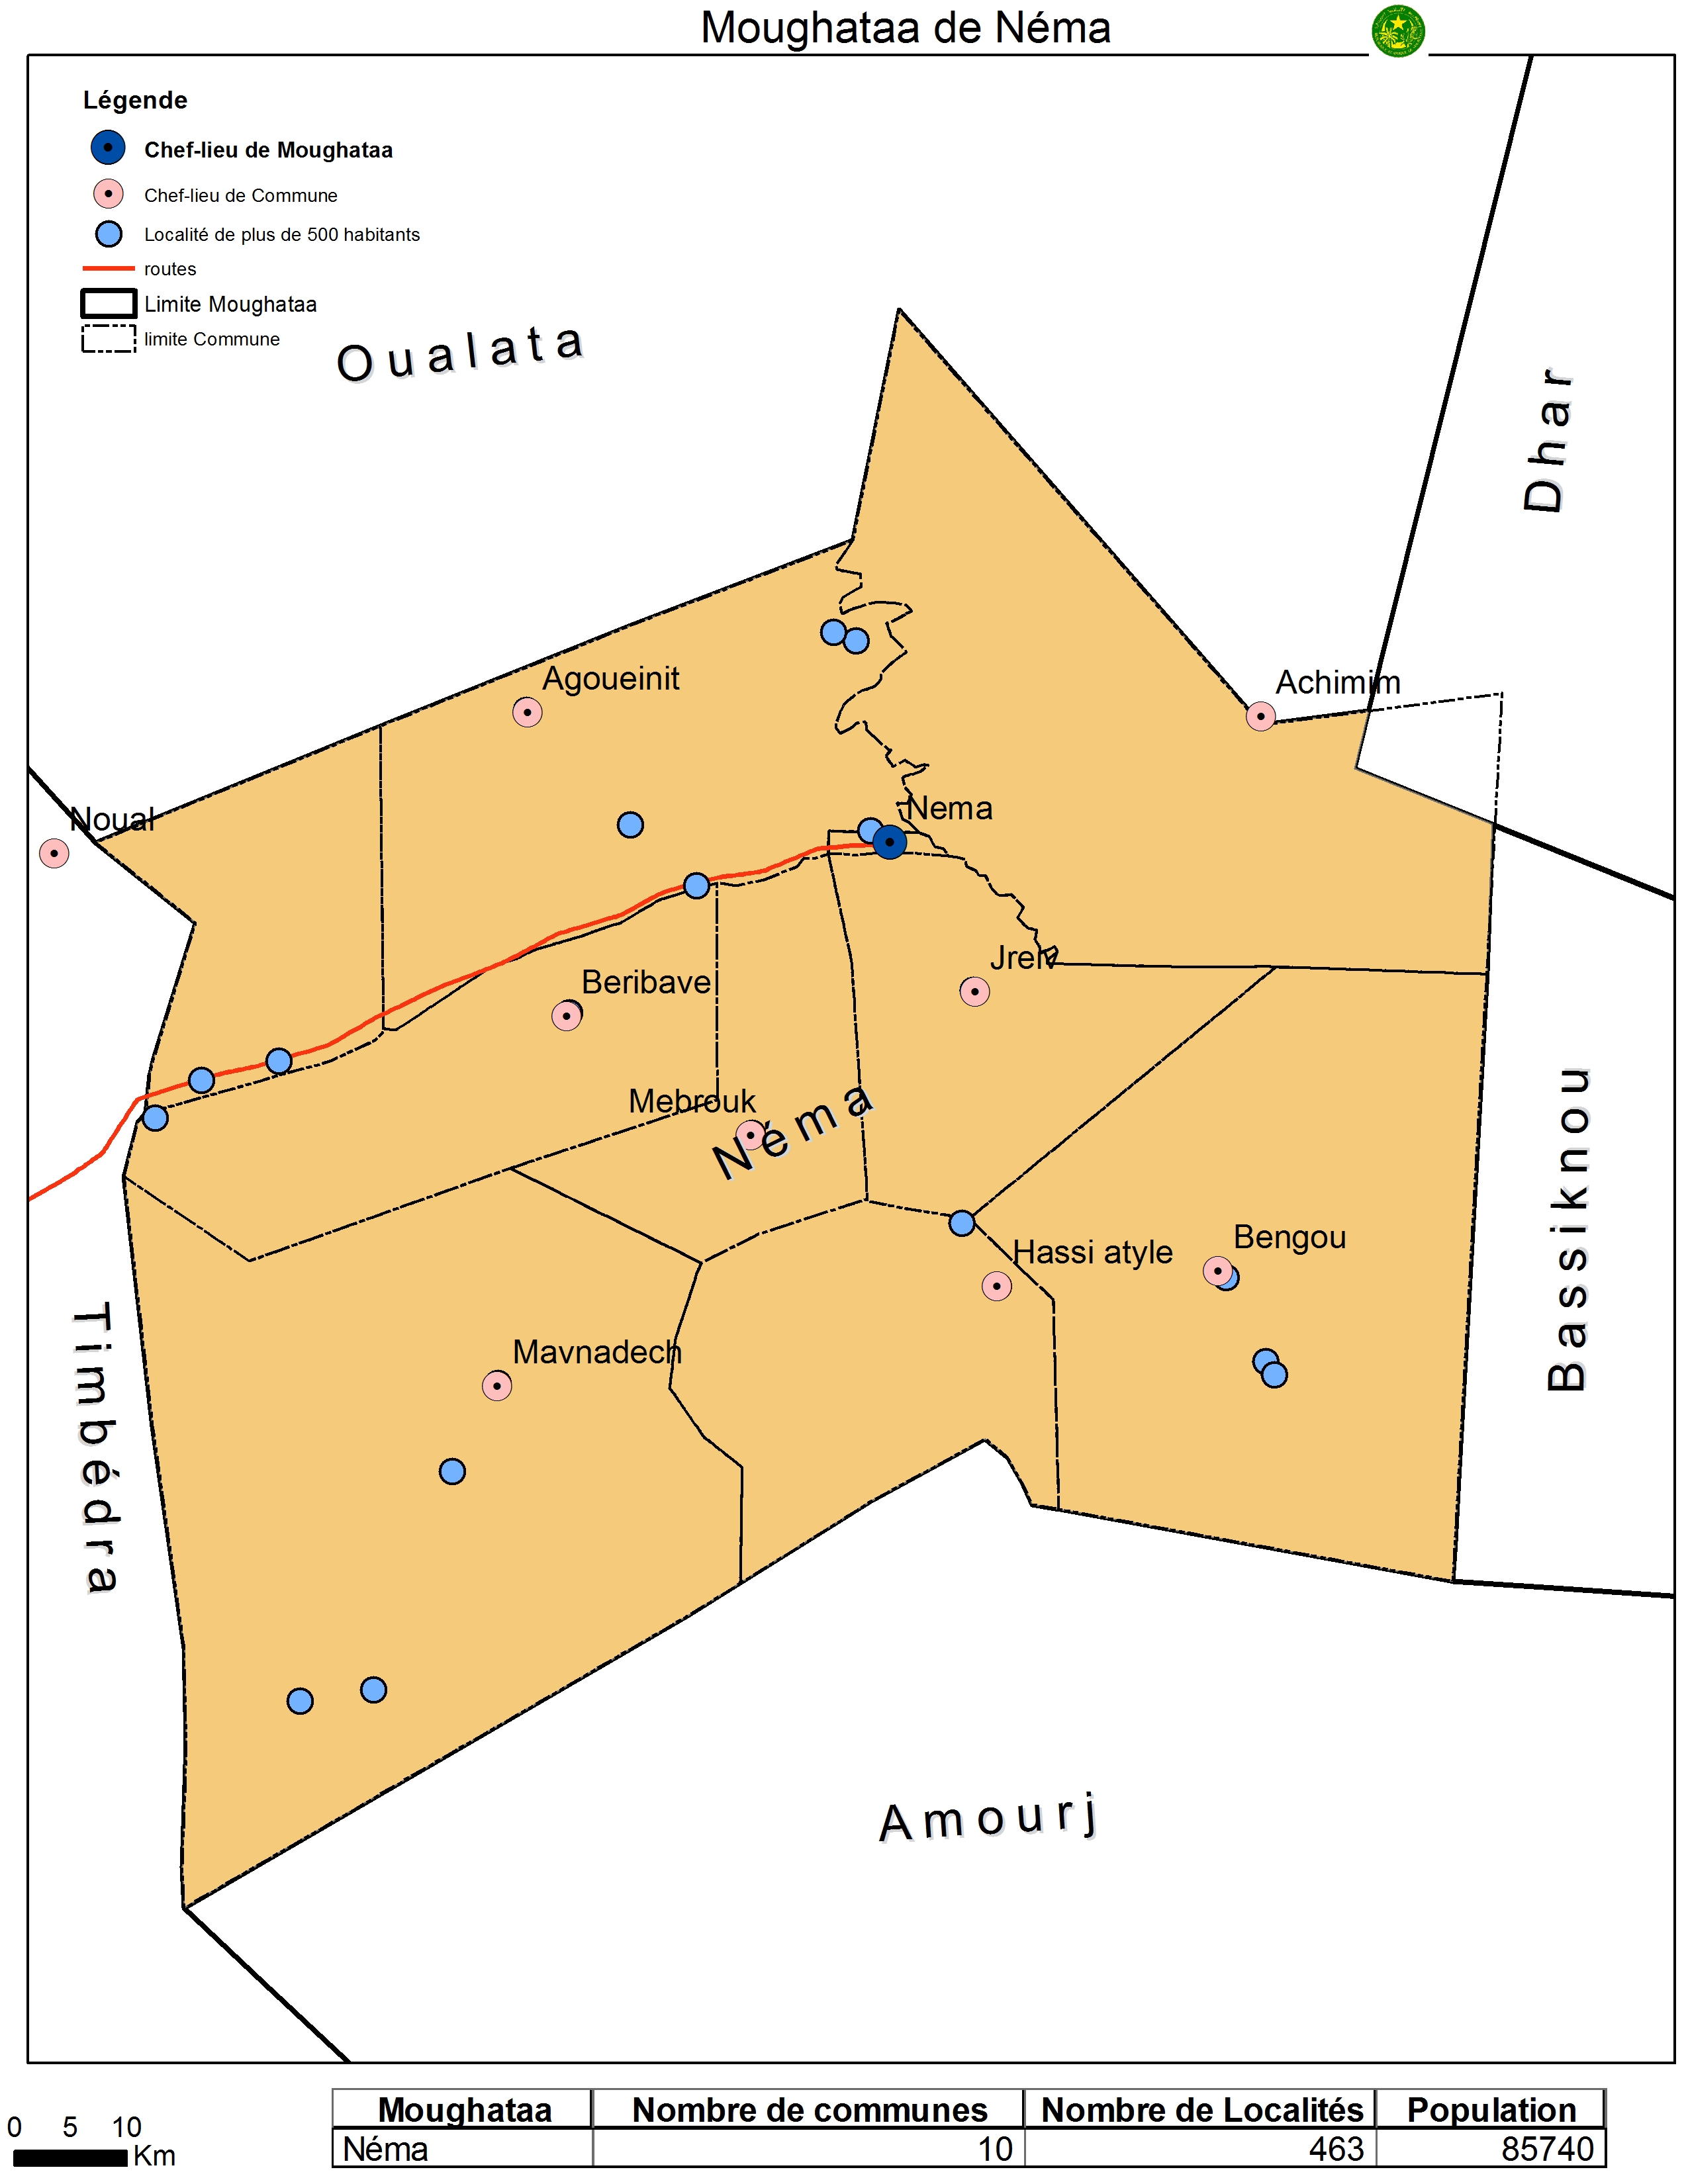 Moughataa de Néma
Légende
Chef-lieu de Moughataa
Chef-lieu de Commune
Localité de plus de 500 habitants
routes
Limite Moughataa
limite Commune
Oualata
Dhar
Agoueinit
Achimim
Noual
Nema
Jreiv
Beribave
Mebrouk
Néma
Bassiknou
Bengou
Hassi atyle
Timbédra
Mavnadech
Amourj
0 5 10
Km
Moughataa Nombre de communes Nombre de Localités Population
Néma 10 463 85740